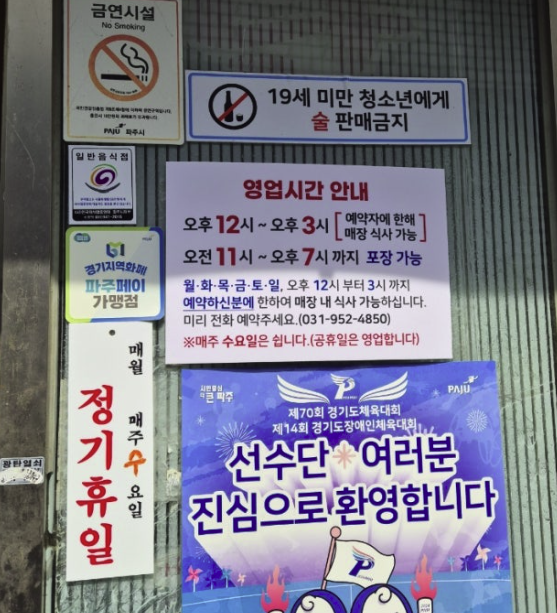 금연시설
No Smoking
PAJU 파주시
19세 미만 청소년에게
술 판매금지
일반음식점
영업시간 안내
오후 12시 ~ 오후 3시 [예약자에 한해
매장 식사 가능]
오전 11시 ~ 오후 7시 까지 포장 가능
월·화·목·금·토·일, 오후 12시 부터 3시 까지
예약하신분에 한하여 매장 내 식사 가능하십니다.
미리 전화 예약주세요.(031-952-4850)
※매주 수요일은 쉽니다.(공휴일은 영업합니다)
경기지역화폐
파주페이
가맹점
매월 매주 수요일
정기휴일
광탄열쇠
PAJU
제70회 경기도체육대회
제14회 경기도장애인체육대회
선수단 여러분
진심으로 환영합니다